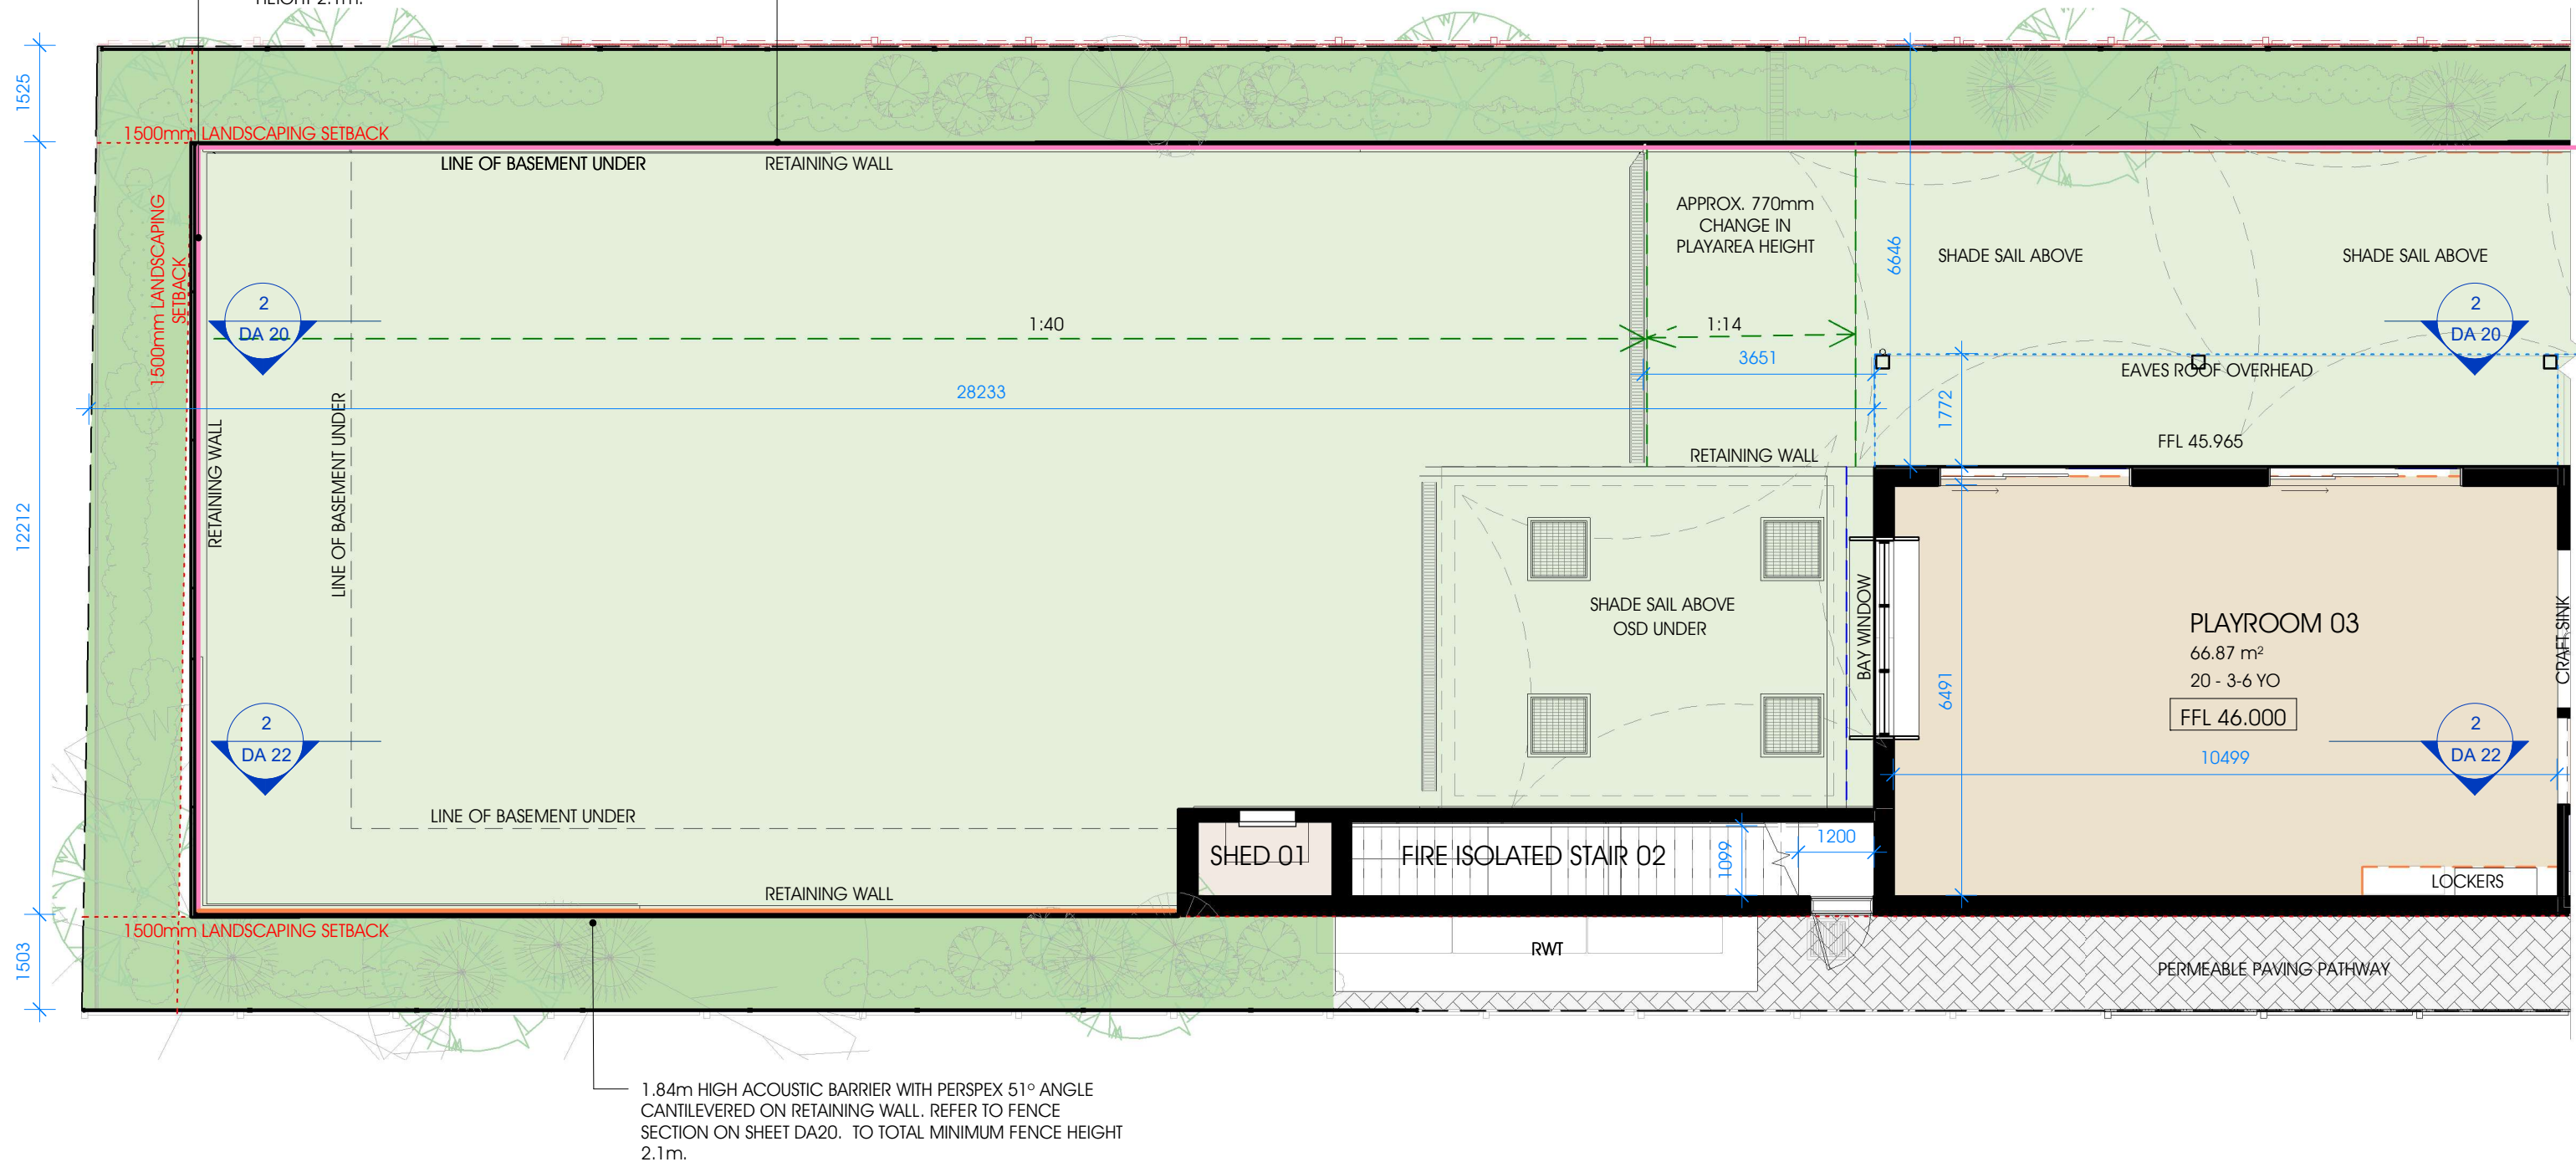 HEIGHT 2.1m.
1525
1500mm LANDSCAPING SETBACK
LINE OF BASEMENT UNDER
RETAINING WALL
1500mm LANDSCAPING
SETBACK
APPROX. 770mm
CHANGE IN
PLAYAREA HEIGHT
6646
SHADE SAIL ABOVE
SHADE SAIL ABOVE
2
DA 20
1:40
1:14
2
DA 20
3651
EAVES ROOF OVERHEAD
28233
1772
RETAINING WALL
LINE OF BASEMENT UNDER
FFL 45.965
RETAINING WALL
12212
SHADE SAIL ABOVE
OSD UNDER
BAY WINDOW
PLAYROOM 03
66.87 m²
20 - 3-6 YO
FFL 46.000
CRAFT SINK
6491
2
DA 22
2
DA 22
10499
LINE OF BASEMENT UNDER
SHED 01
FIRE ISOLATED STAIR 02
1099
1200
LOCKERS
RETAINING WALL
1500mm LANDSCAPING SETBACK
1503
RWT
PERMEABLE PAVING PATHWAY
1.84m HIGH ACOUSTIC BARRIER WITH PERSPEX 51° ANGLE
CANTILEVERED ON RETAINING WALL. REFER TO FENCE
SECTION ON SHEET DA20. TO TOTAL MINIMUM FENCE HEIGHT
2.1m.